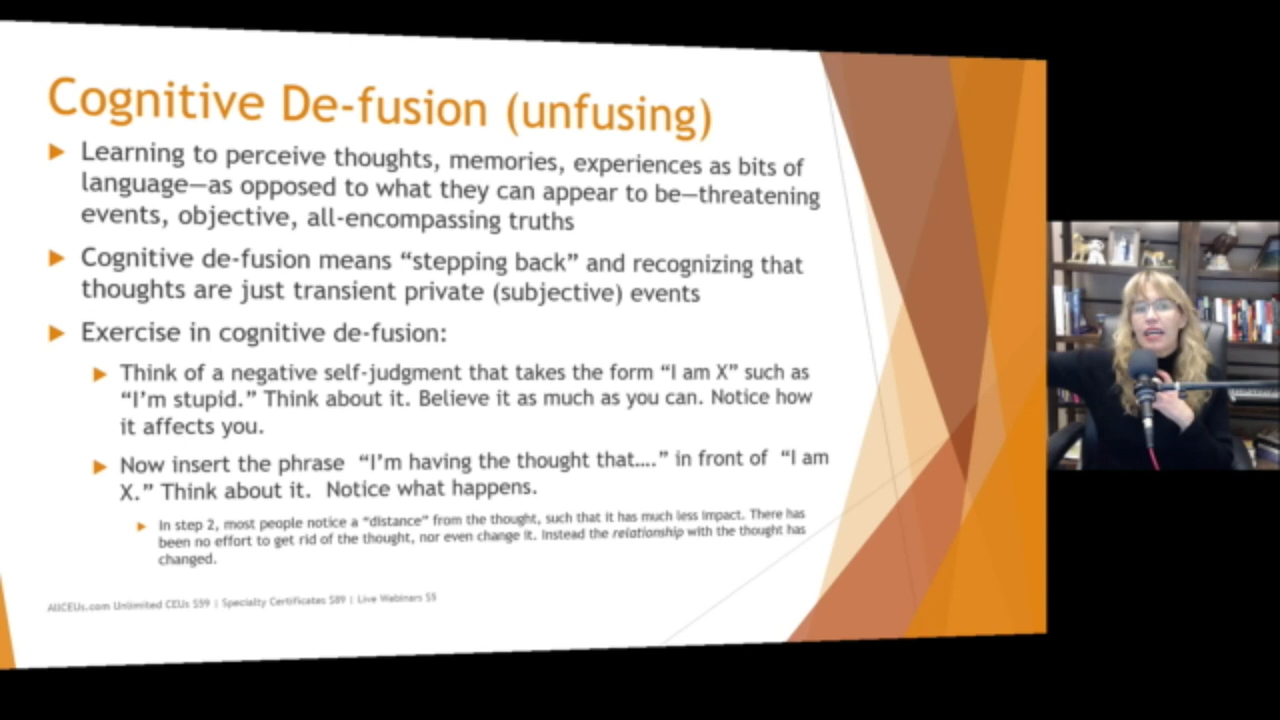 Cognitive De-fusion (unfusing)
Learning to perceive thoughts, memories, experiences as bits of
language—as opposed to what they can appear to be—threatening
events, objective, all-encompassing truths
Cognitive de-fusion means “stepping back” and recognizing that
thoughts are just transient private (subjective) events
Exercise in cognitive de-fusion:
Think of a negative self-judgment that takes the form “I am X” such as
“I’m stupid.” Think about it. Believe it as much as you can. Notice how
it affects you.
Now insert the phrase “I’m having the thought that….” in front of “I am
X.” Think about it. Notice what happens.
In step 2, most people notice a “distance” from the thought, such that it has much less impact. There has
been no effort to get rid of the thought, nor even change it. Instead the relationship with the thought has
changed.
AllCEUs.com Unlimited CEUs $59 | Specialty Certificates $89 | Live Webinars $5